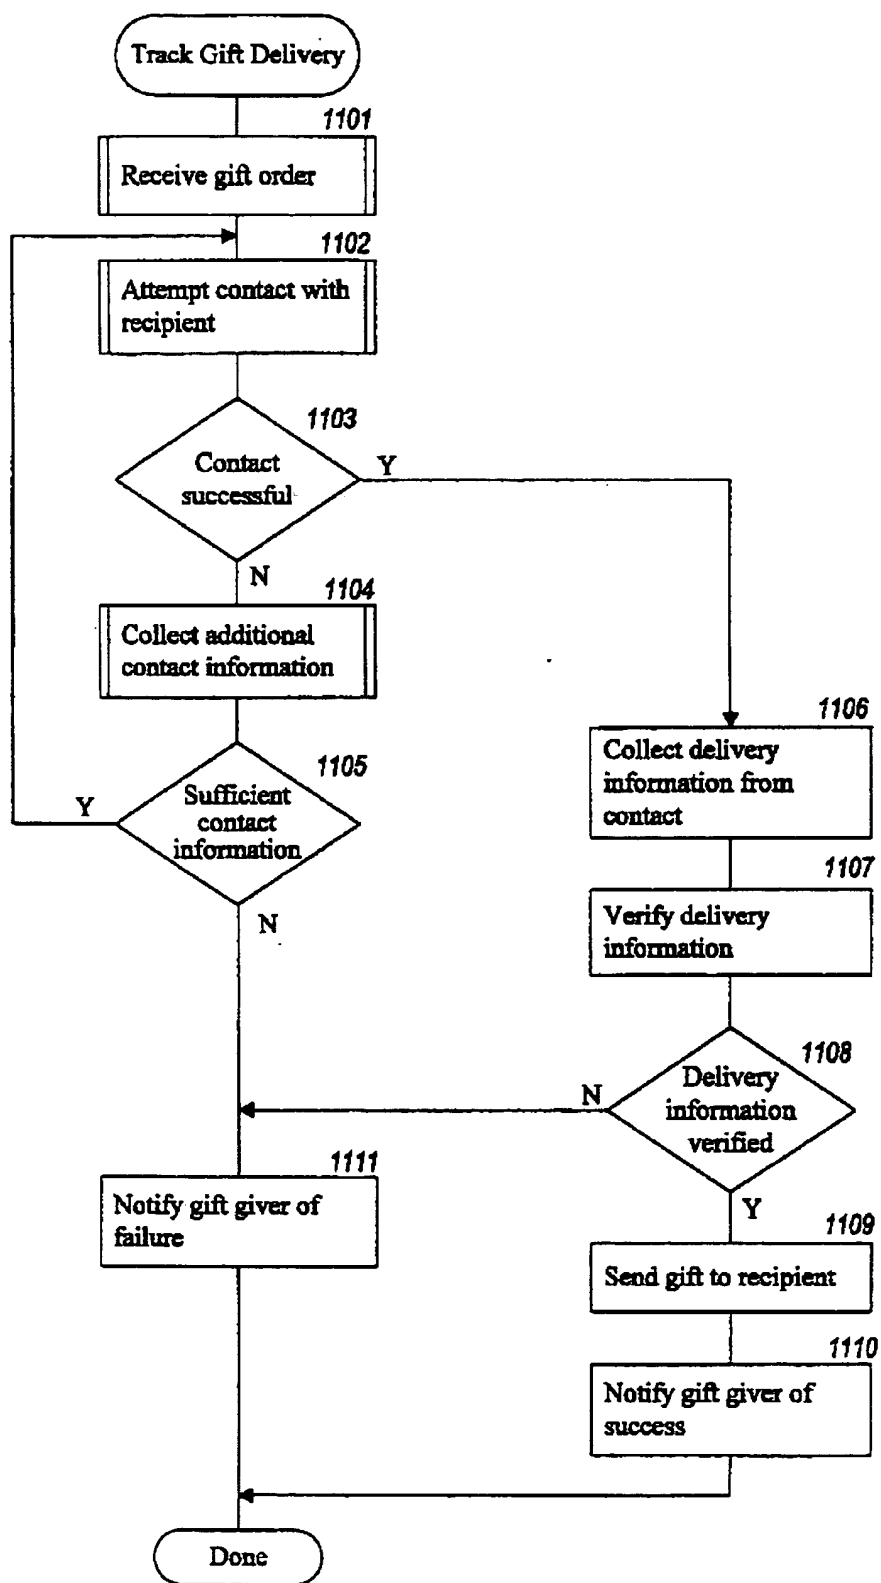 Track Gift Delivery
1101
Receive gift order
1102
Attempt contact with
recipient
1103
Contact
successful
Y
N
1104
Collect additional
contact information
1105
Sufficient
contact
information
Y
N
1106
Collect delivery
information from
contact
1107
Verify delivery
information
1108
Delivery
information
verified
N
Y
1109
Send gift to recipient
1110
Notify gift giver of
success
1111
Notify gift giver of
failure
Done